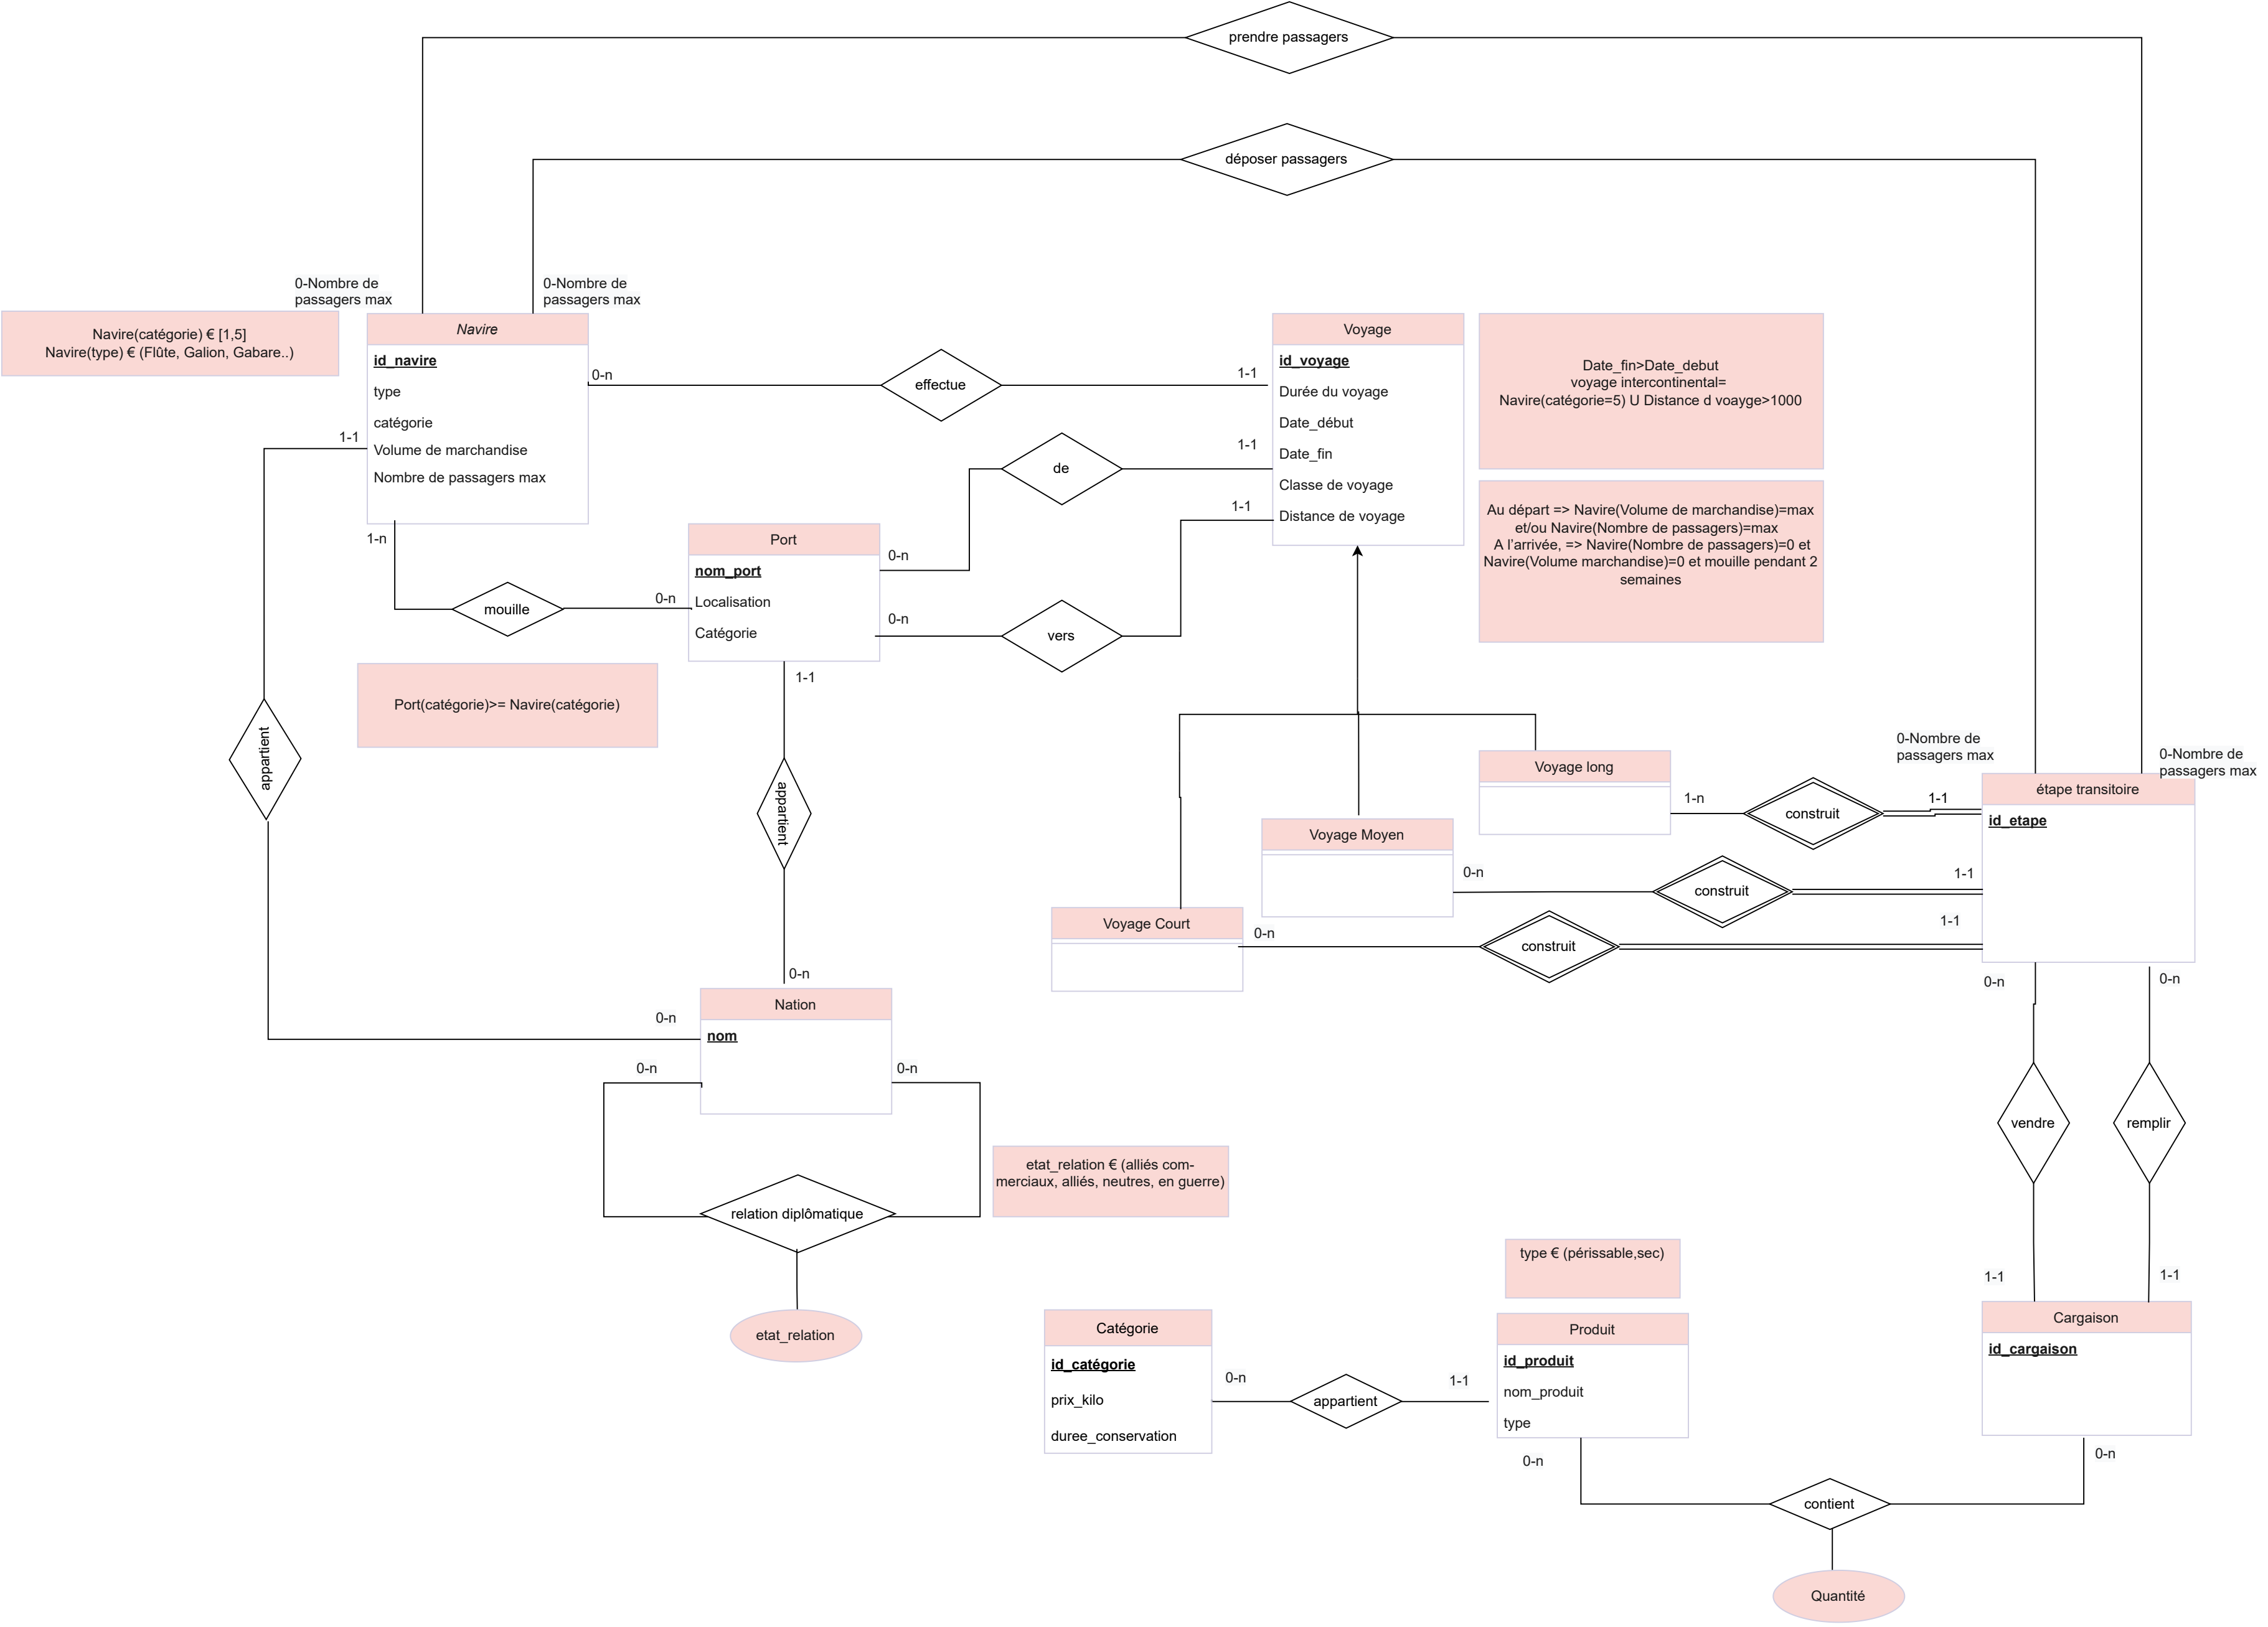 prendre passagers
déposer passagers
0-Nombre de
passagers max
0-Nombre de
passagers max
Navire(catégorie) € [1,5]
Navire(type) € (Flûte, Galion, Gabare..)
Navire
id_navire
type
catégorie
Volume de marchandise
Nombre de passagers max
0-n
effectue
1-1
Voyage
id_voyage
Durée du voyage
Date_début
Date_fin
Classe de voyage
Distance de voyage
Date_fin>Date_debut
voyage intercontinental=
Navire(catégorie=5) U Distance d voayge>1000
Au départ => Navire(Volume de marchandise)=max
et/ou Navire(Nombre de passagers)=max
A l'arrivée, => Navire(Nombre de passagers)=0 et
Navire(Volume marchandise)=0 et mouille pendant 2
semaines
1-1
1-1
de
1-1
1-n
Port
nom_port
Localisation
Catégorie
0-n
mouille
0-n
0-n
vers
1-1
Port(catégorie)>= Navire(catégorie)
1-1
appartient
appartient
0-Nombre de
passagers max
0-Nombre de
passagers max
Voyage long
1-n
construit
1-1
étape transitoire
id_etape
Voyage Moyen
0-n
construit
1-1
Voyage Court
0-n
construit
1-1
0-n
0-n
0-n
Nation
nom
0-n
0-n
0-n
relation diplômatique
etat_relation € (alliés com-
merciaux, alliés, neutres, en guerre)
etat_relation
vendre
remplir
1-1
1-1
type € (périssable,sec)
Catégorie
id_catégorie
prix_kilo
duree_conservation
0-n
appartient
1-1
Produit
id_produit
nom_produit
type
Cargaison
id_cargaison
0-n
0-n
contient
Quantité